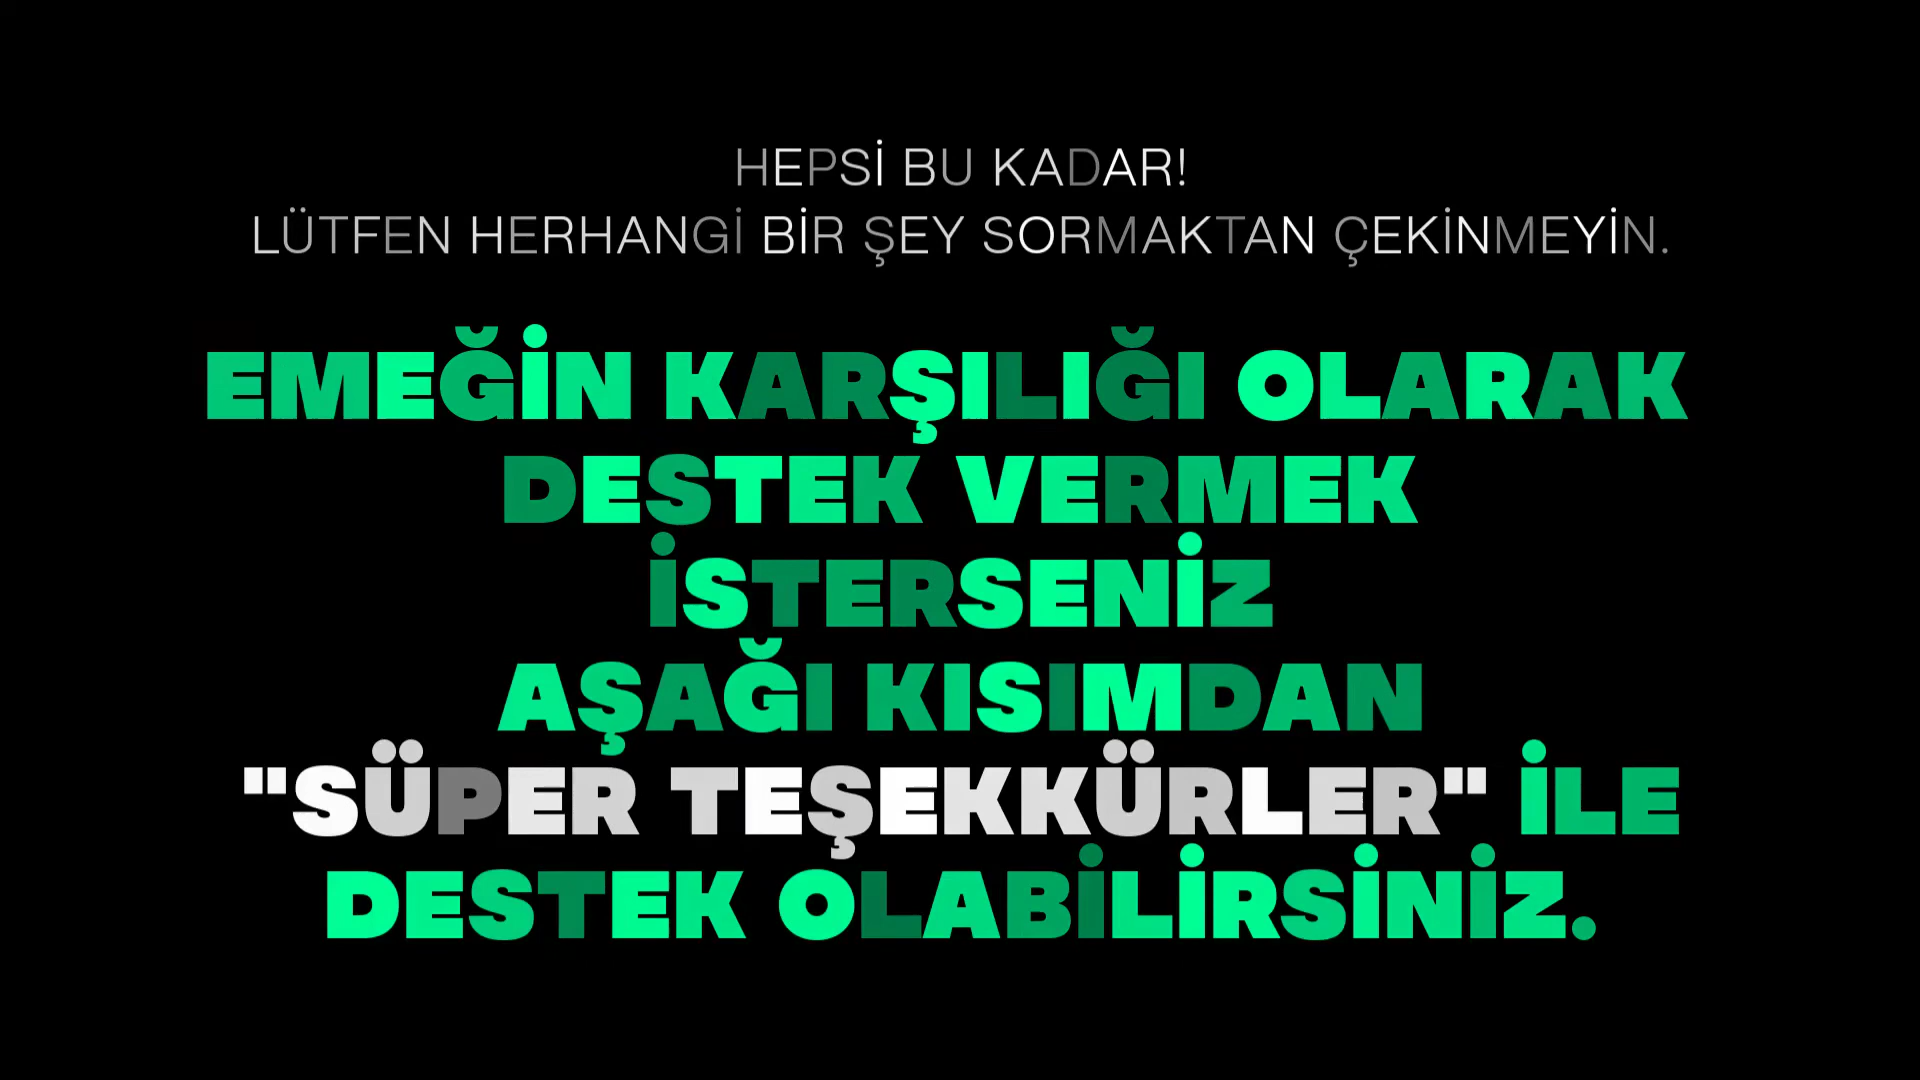 HEPSİ BU KADAR!
LÜTFEN HERHANGİ BİR ŞEY SORMAKTAN ÇEKİNMEYİN.
EMEĞİN KARŞILIĞI OLARAK
DESTEK VERMEK
İSTERSENİZ
AŞAĞI KISIMDAN
"SÜPER TEŞEKKÜRLER" İLE
DESTEK OLABİLİRSİNİZ.